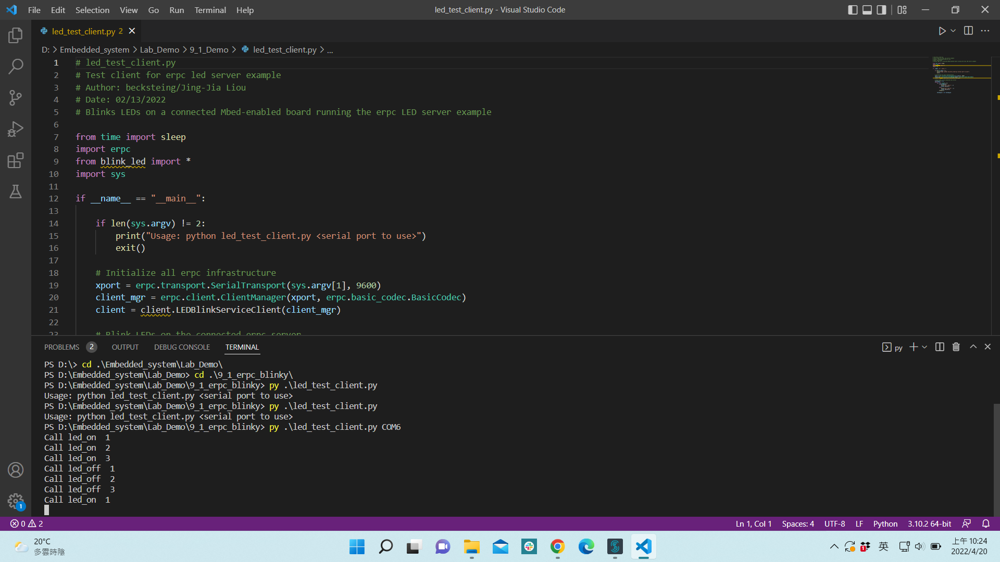 File Edit Selection View Go Run Terminal Help
led_test_client.py - Visual Studio Code
led_test_client.py 2
D: > Embedded_system > Lab_Demo > 9_1_Demo > led_test_client.py > ...
1 # led_test_client.py
2 # Test client for erpc led server example
3 # Author: becksteing/Jing-Jia Liou
4 # Date: 02/13/2022
5 # Blinks LEDs on a connected Mbed-enabled board running the erpc LED server example
6
7 from time import sleep
8 import erpc
9 from blink_led import *
10 import sys
11
12 if __name__ == "__main__":
13
14 if len(sys.argv) != 2:
15 print("Usage: python led_test_client.py <serial port to use>")
16 exit()
17
18 # Initialize all erpc infrastructure
19 xport = erpc.transport.SerialTransport(sys.argv[1], 9600)
20 client_mgr = erpc.client.ClientManager(xport, erpc.basic_codec.BasicCodec)
21 client = client.LEDBlinkServiceClient(client_mgr)
22
23 # Blink LEDs on the connected erpc server
PROBLEMS 2 OUTPUT DEBUG CONSOLE TERMINAL
py
PS D:\> cd .\Embedded_system\Lab_Demo\
PS D:\Embedded_system\Lab_Demo> cd .\9_1_erpc_blinky\
PS D:\Embedded_system\Lab_Demo\9_1_erpc_blinky> py .\led_test_client.py
Usage: python led_test_client.py <serial port to use>
PS D:\Embedded_system\Lab_Demo\9_1_erpc_blinky> py .\led_test_client.py
Usage: python led_test_client.py <serial port to use>
PS D:\Embedded_system\Lab_Demo\9_1_erpc_blinky> py .\led_test_client.py COM6
Call led_on  1
Call led_on  2
Call led_on  3
Call led_off  1
Call led_off  2
Call led_off  3
Call led_on  1
1
0 2
Ln 1, Col 1 Spaces: 4 UTF-8 LF Python 3.10.2 64-bit
20°C
多雲時陰
1
英
上午 10:24
2022/4/20